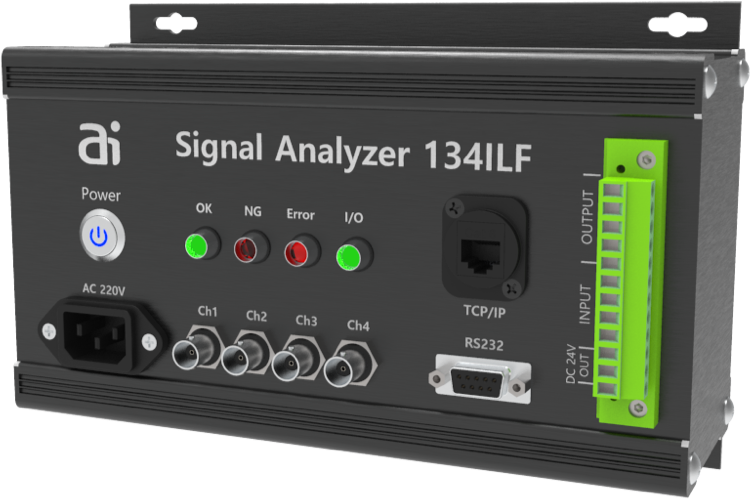 ai
Signal Analyzer 134ILF
Power
OK
NG
Error
I/O
AC 220V
Ch1
Ch2
Ch3
Ch4
TCP/IP
RS232
OUTPUT
INPUT
DC 24V
OUT